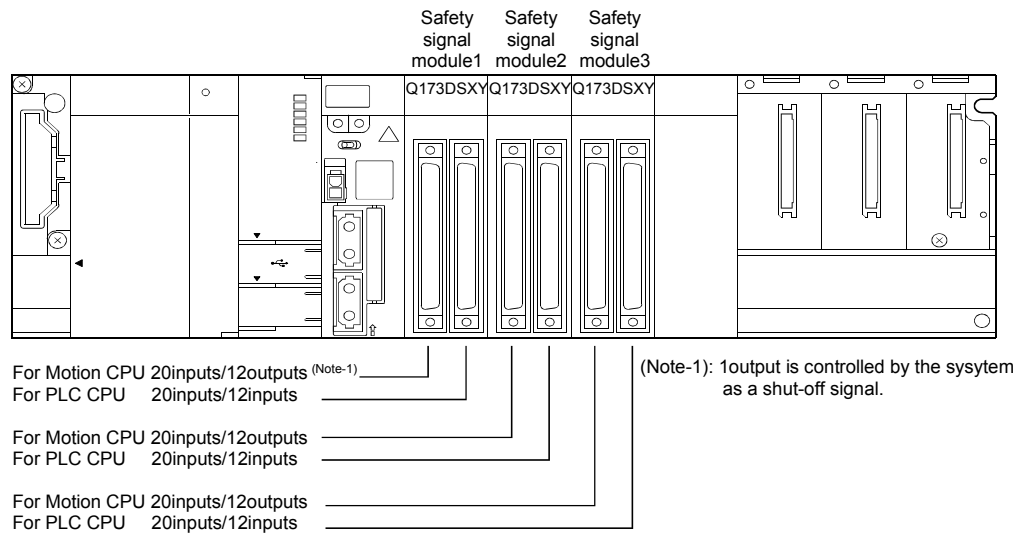 Safety signal module1
Safety signal module2
Safety signal module3
Q173DSXY
Q173DSXY
Q173DSXY
For Motion CPU 20inputs/12outputs (Note-1)
For PLC CPU 20inputs/12inputs
For Motion CPU 20inputs/12outputs
For PLC CPU 20inputs/12inputs
For Motion CPU 20inputs/12outputs
For PLC CPU 20inputs/12inputs
(Note-1): 1output is controlled by the sysytem
as a shut-off signal.